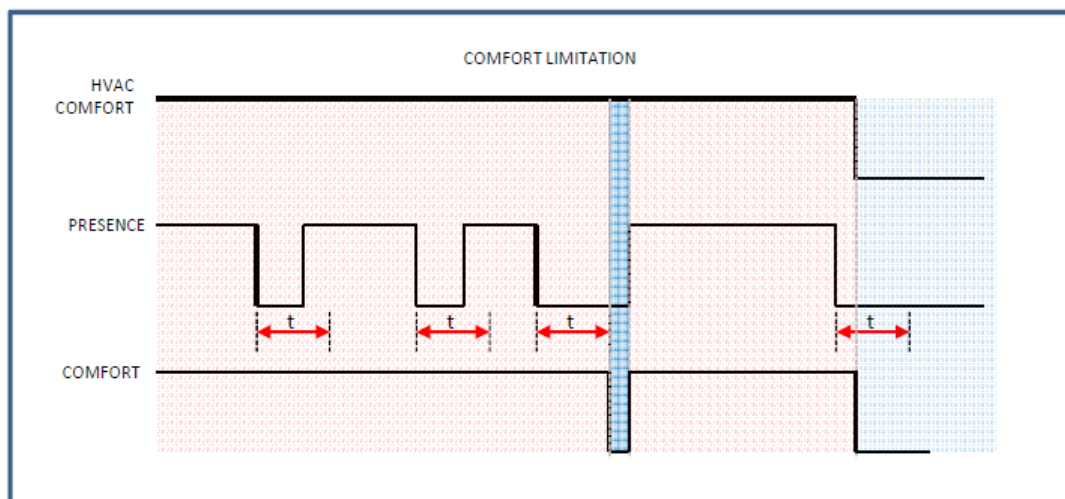 COMFORT LIMITATION
HVAC
COMFORT
PRESENCE
t
t
t
t
COMFORT